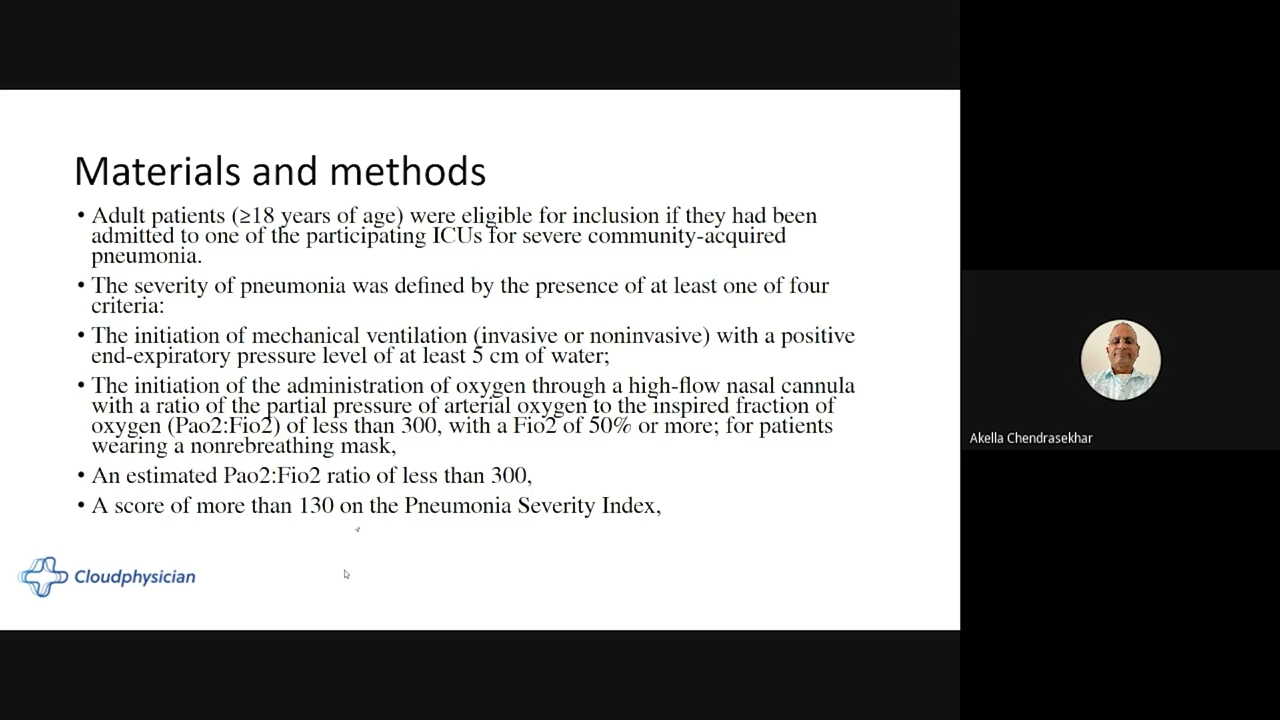 Materials and methods
• Adult patients (≥18 years of age) were eligible for inclusion if they had been
admitted to one of the participating ICUs for severe community-acquired
pneumonia.
• The severity of pneumonia was defined by the presence of at least one of four
criteria:
• The initiation of mechanical ventilation (invasive or noninvasive) with a positive
end-expiratory pressure level of at least 5 cm of water;
• The initiation of the administration of oxygen through a high-flow nasal cannula
with a ratio of the partial pressure of arterial oxygen to the inspired fraction of
oxygen (Pao2:Fio2) of less than 300, with a Fio2 of 50% or more; for patients
wearing a nonrebreathing mask,
• An estimated Pao2:Fio2 ratio of less than 300,
• A score of more than 130 on the Pneumonia Severity Index,
Cloudphysician
Akella Chendrasekhar